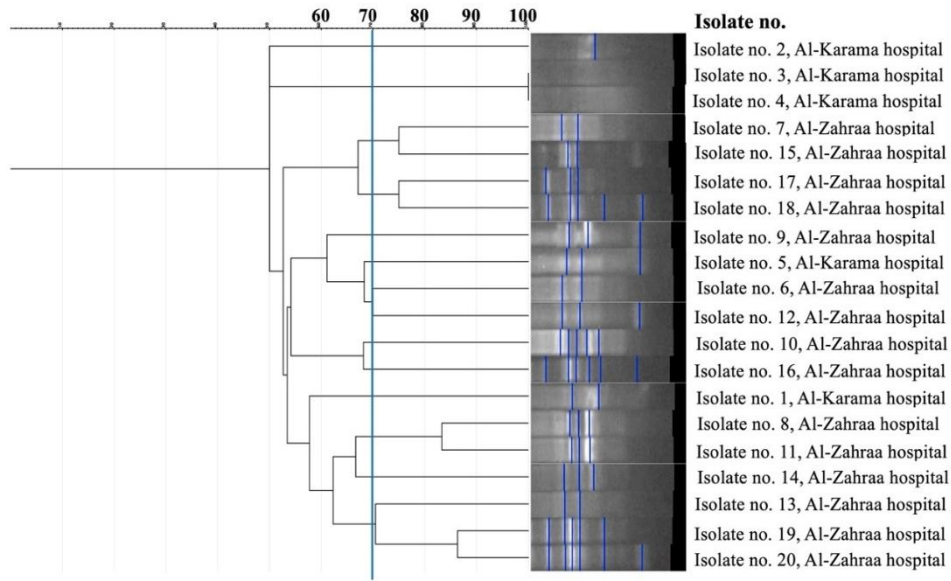 60 70 80 90 100 Isolate no.
Isolate no. 2, Al-Karama hospital
Isolate no. 3, Al-Karama hospital
Isolate no. 4, Al-Karama hospital
Isolate no. 7, Al-Zahraa hospital
Isolate no. 15, Al-Zahraa hospital
Isolate no. 17, Al-Zahraa hospital
Isolate no. 18, Al-Zahraa hospital
Isolate no. 9, Al-Zahraa hospital
Isolate no. 5, Al-Karama hospital
Isolate no. 6, Al-Zahraa hospital
Isolate no. 12, Al-Zahraa hospital
Isolate no. 10, Al-Zahraa hospital
Isolate no. 16, Al-Zahraa hospital
Isolate no. 1, Al-Karama hospital
Isolate no. 8, Al-Zahraa hospital
Isolate no. 11, Al-Zahraa hospital
Isolate no. 14, Al-Zahraa hospital
Isolate no. 13, Al-Zahraa hospital
Isolate no. 19, Al-Zahraa hospital
Isolate no. 20, Al-Zahraa hospital